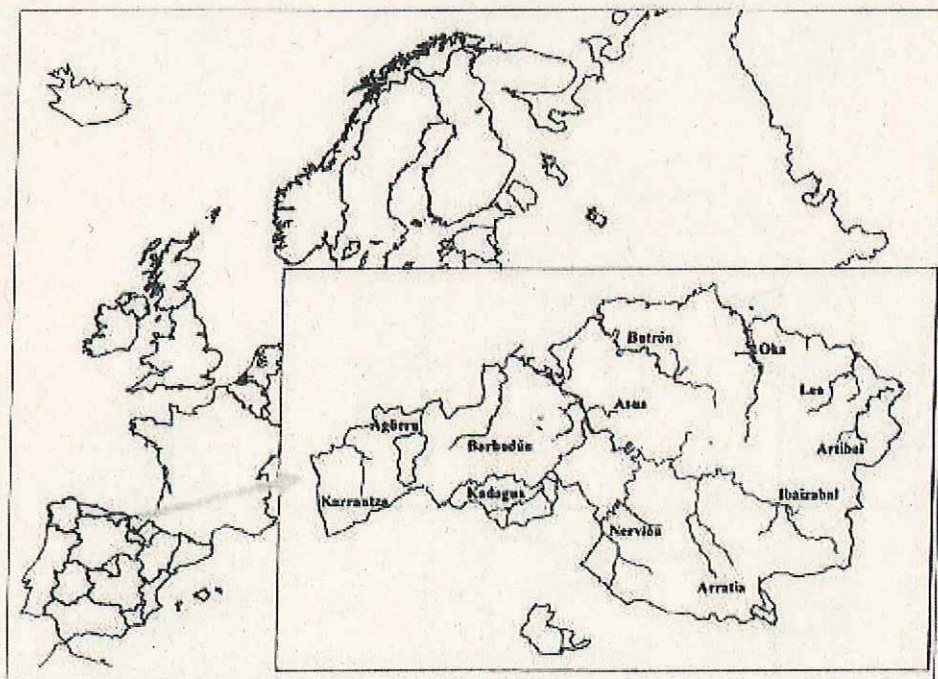 Butrón
Oka
Lea
Asua
Agüera
Barbadún
Artibai
Karrantza
Kadagua
Ibaizabal
Nervión
Arratia